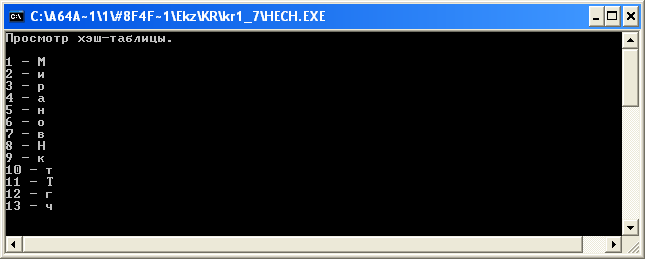 C:\A64A~1\1\#8F4F~1\Ekz\KR\kr1_7\HECH.EXE
Просмотр хэш-таблицы.
1 - М
2 - и
3 - р
4 - а
5 - н
6 - о
7 - в
8 - Н
9 - к
10 - т
11 - Т
12 - г
13 - ч